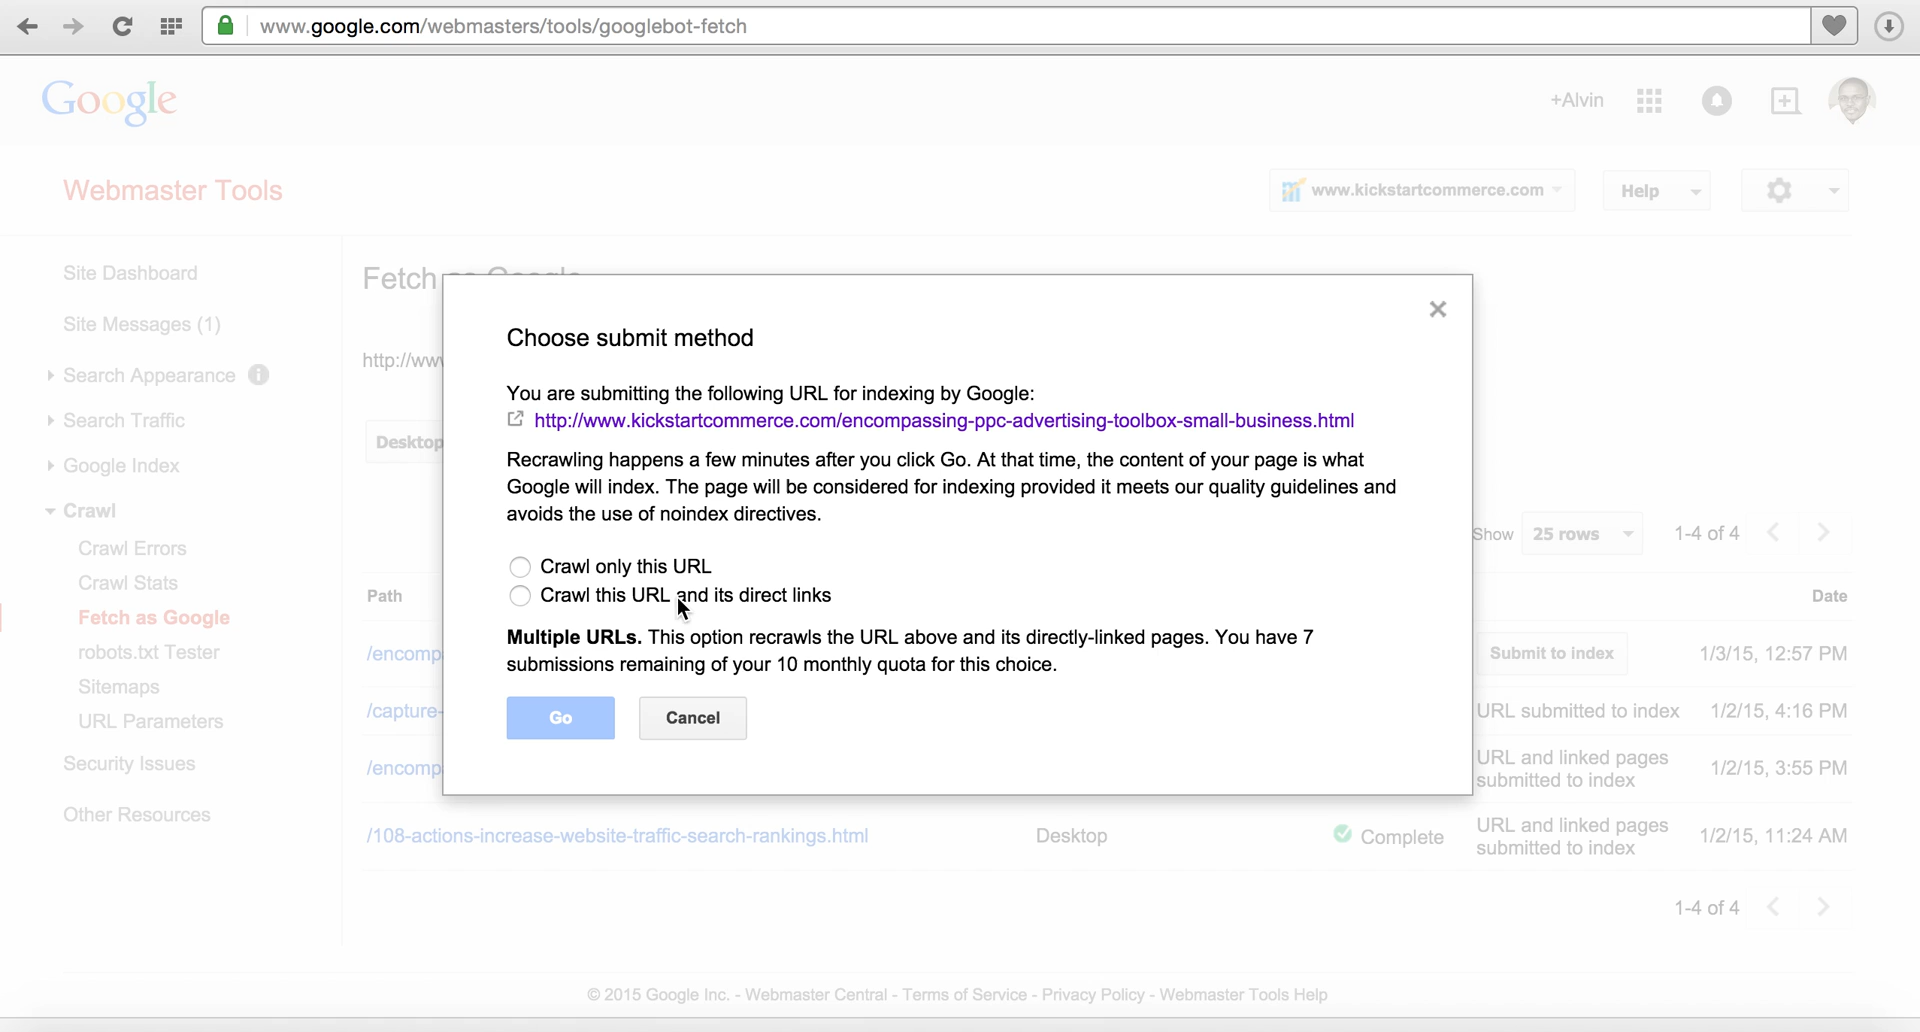 www.google.com/webmasters/tools/googlebot-fetch
Google
+Alvin
Webmaster Tools
www.kickstartcommerce.com
Help
Site Dashboard
Site Messages (1)
Search Appearance
Search Traffic
Google Index
Crawl
Crawl Errors
Crawl Stats
Fetch as Google
robots.txt Tester
Sitemaps
URL Parameters
Security Issues
Other Resources
Fetch as Google
http://www
Desktop
Choose submit method
You are submitting the following URL for indexing by Google:
http://www.kickstartcommerce.com/encompassing-ppc-advertising-toolbox-small-business.html
Recrawling happens a few minutes after you click Go. At that time, the content of your page is what
Google will index. The page will be considered for indexing provided it meets our quality guidelines and
avoids the use of noindex directives.
Crawl only this URL
Crawl this URL and its direct links
Multiple URLs. This option recrawls the URL above and its directly-linked pages. You have 7
submissions remaining of your 10 monthly quota for this choice.
Go
Cancel
Show 25 rows 1-4 of 4
Path
Date
/encomp
Submit to index 1/3/15, 12:57 PM
/capture-
URL submitted to index 1/2/15, 4:16 PM
/encomp
URL and linked pages
submitted to index
1/2/15, 3:55 PM
/108-actions-increase-website-traffic-search-rankings.html
Desktop
Complete
URL and linked pages
submitted to index
1/2/15, 11:24 AM
1-4 of 4
© 2015 Google Inc. - Webmaster Central - Terms of Service - Privacy Policy - Webmaster Tools Help